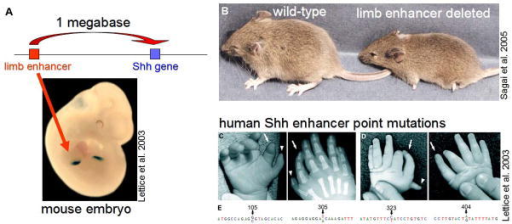 A
1 megabase
limb enhancer
Shh gene
mouse embryo
Lettice et al. 2003
B
wild-type
limb enhancer deleted
Sagai et al. 2005
human Shh enhancer point mutations
C
D
Lettice et al. 2003
E
105
305
323
404